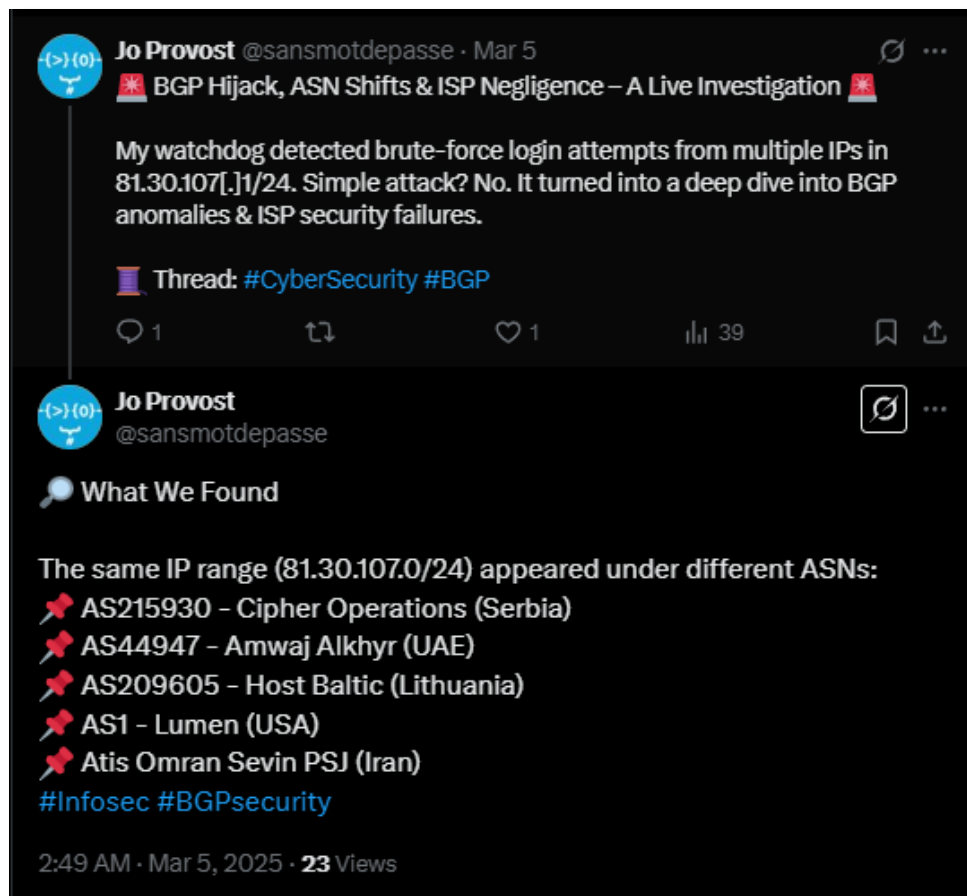 Jo Provost @sansmotdepasse · Mar 5
🚨 BGP Hijack, ASN Shifts & ISP Negligence – A Live Investigation 🚨
My watchdog detected brute-force login attempts from multiple IPs in
81.30.107[.]1/24. Simple attack? No. It turned into a deep dive into BGP
anomalies & ISP security failures.
🧵 Thread: #CyberSecurity #BGP
1 1 39
Jo Provost
@sansmotdepasse
🔎 What We Found
The same IP range (81.30.107.0/24) appeared under different ASNs:
📌 AS215930 - Cipher Operations (Serbia)
📌 AS44947 - Amwaj Alkhyr (UAE)
📌 AS209605 - Host Baltic (Lithuania)
📌 AS1 - Lumen (USA)
📌 Atis Omran Sevin PSJ (Iran)
#Infosec #BGPsecurity
2:49 AM · Mar 5, 2025 · 23 Views